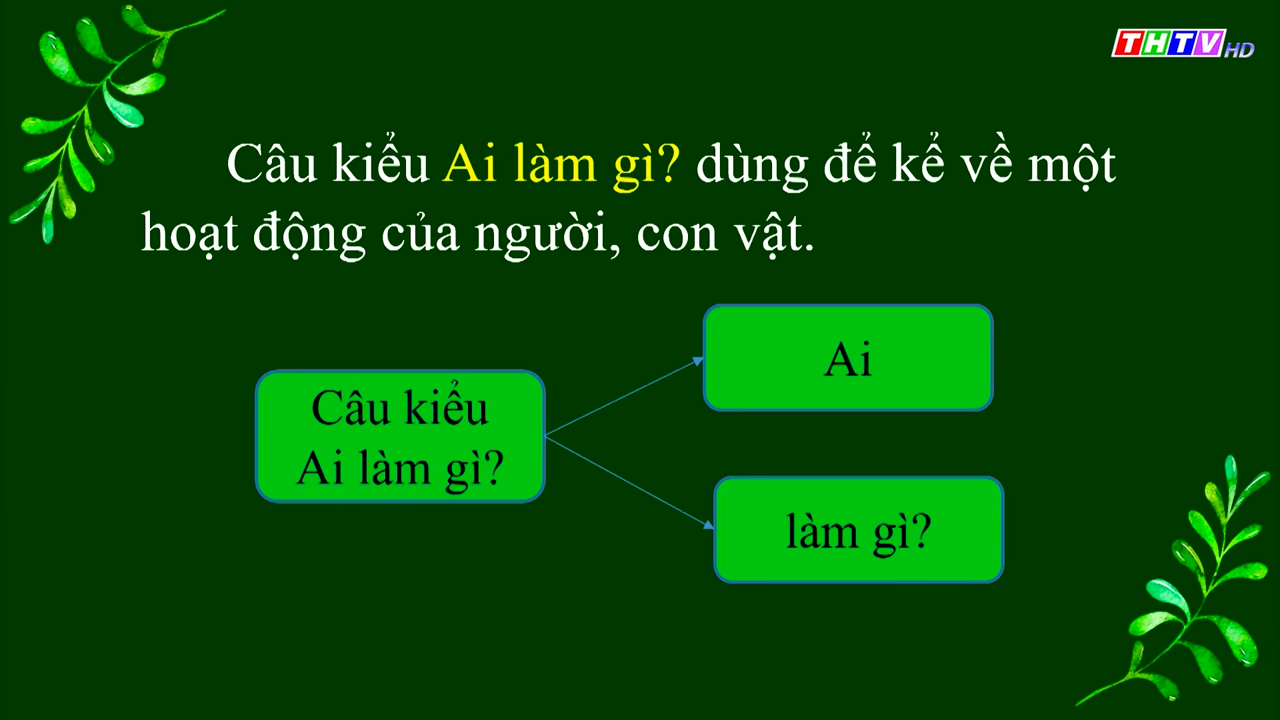 THTV HD
Câu kiểu Ai làm gì? dùng để kể về một
hoạt động của người, con vật.
Ai
Câu kiểu
Ai làm gì?
làm gì?